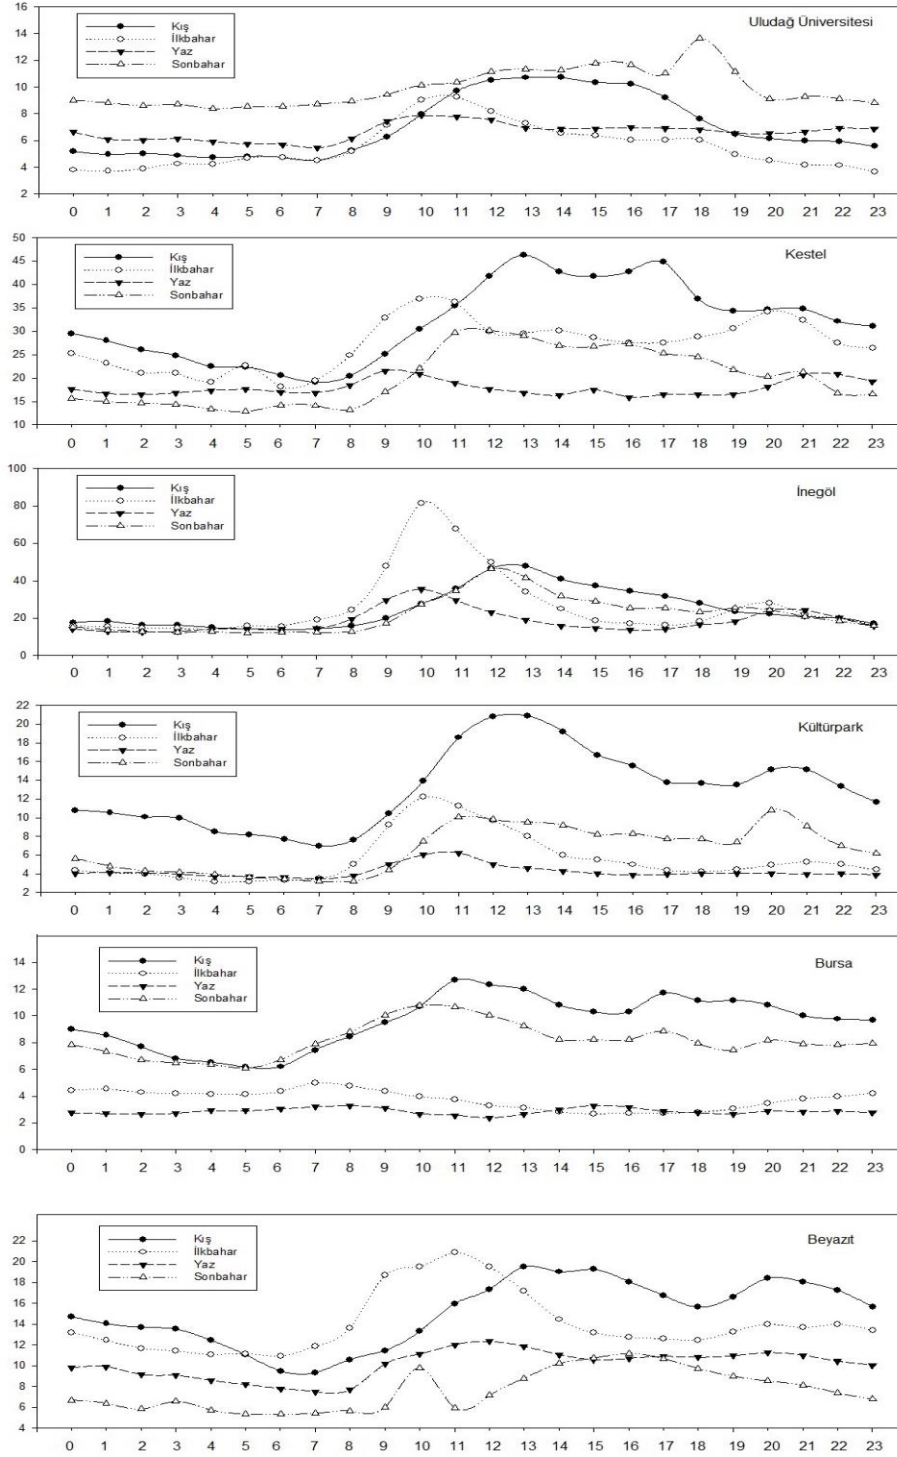 16
14
12
10
8
6
4
2
Kış
İlkbahar
Yaz
Sonbahar
Uludağ Üniversitesi
0 1 2 3 4 5 6 7 8 9 10 11 12 13 14 15 16 17 18 19 20 21 22 23
50
45
40
35
30
25
20
15
10
Kış
İlkbahar
Yaz
Sonbahar
Kestel
0 1 2 3 4 5 6 7 8 9 10 11 12 13 14 15 16 17 18 19 20 21 22 23
100
80
60
40
20
0
Kış
İlkbahar
Yaz
Sonbahar
İnegöl
0 1 2 3 4 5 6 7 8 9 10 11 12 13 14 15 16 17 18 19 20 21 22 23
22
20
18
16
14
12
10
8
6
4
2
Kış
İlkbahar
Yaz
Sonbahar
Kültürpark
0 1 2 3 4 5 6 7 8 9 10 11 12 13 14 15 16 17 18 19 20 21 22 23
14
12
10
8
6
4
2
0
Kış
İlkbahar
Yaz
Sonbahar
Bursa
0 1 2 3 4 5 6 7 8 9 10 11 12 13 14 15 16 17 18 19 20 21 22 23
22
20
18
16
14
12
10
8
6
4
Kış
İlkbahar
Yaz
Sonbahar
Beyazıt
0 1 2 3 4 5 6 7 8 9 10 11 12 13 14 15 16 17 18 19 20 21 22 23